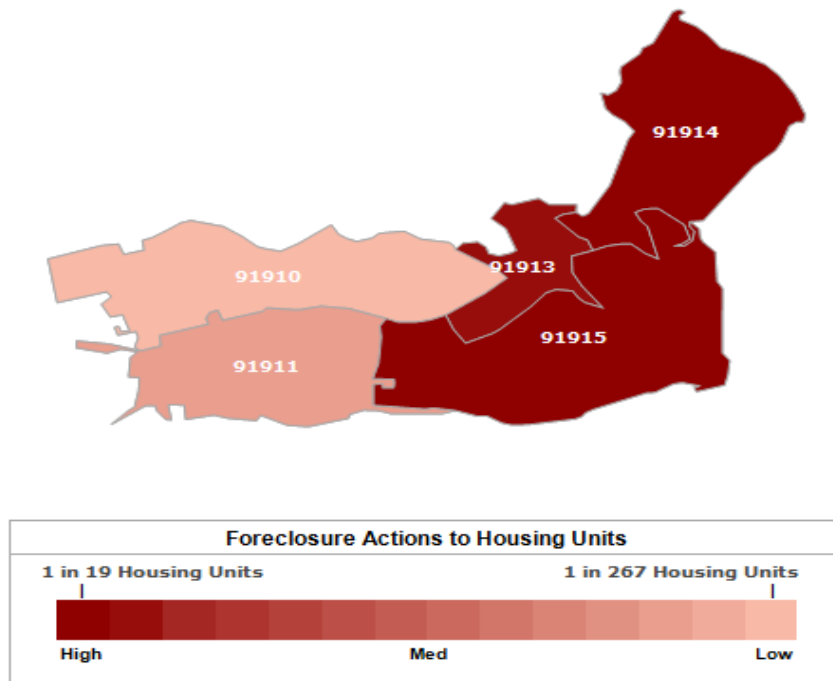 91914
91913
91910
91915
91911
Foreclosure Actions to Housing Units
1 in 19 Housing Units 1 in 267 Housing Units
High Med Low